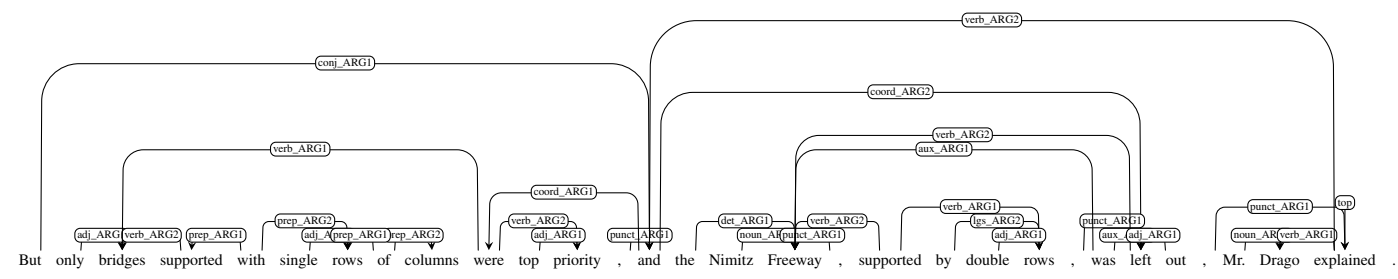 verb_ARG2
conj_ARG1
coord_ARG2
verb_ARG2
verb_ARG1
aux_ARG1
coord_ARG1
top
verb_ARG1 punct_ARG1
prep_ARG2 verb_ARG2 det_ARG1 verb_ARG2 lgs_ARG2 punct_ARG1
verb_ARG2 prep_ARG1 prep_ARG1 adj_ARG1 punct_ARG1 punct_ARG1 adj_ARG1 adj_ARG1 verb_ARG1
But only bridges supported with single rows of columns were top priority , and the Nimitz Freeway , supported by double rows , was left out , Mr. Drago explained .